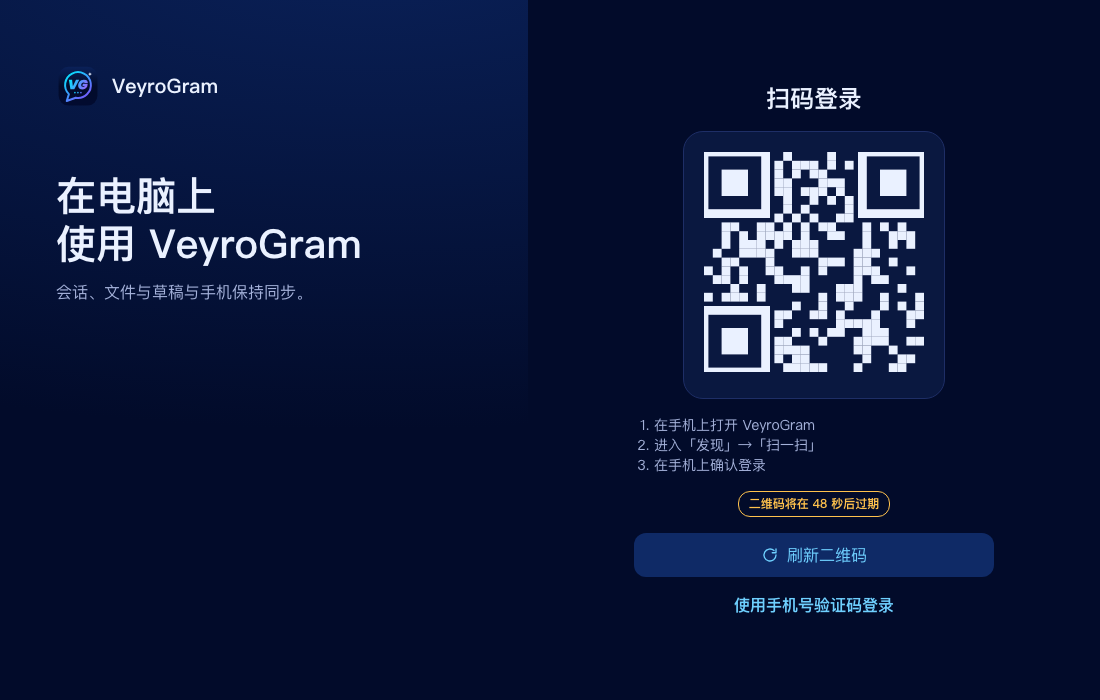 VG
VeyroGram
在电脑上
使用 VeyroGram
会话、文件与草稿与手机保持同步。
扫码登录
1. 在手机上打开 VeyroGram
2. 进入「发现」→「扫一扫」
3. 在手机上确认登录
二维码将在 48 秒后过期
刷新二维码
使用手机号验证码登录